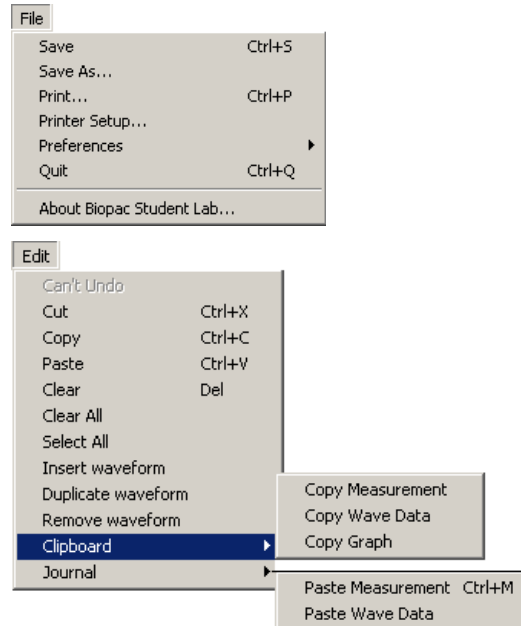 File
Save Ctrl+S
Save As...
Print... Ctrl+P
Printer Setup...
Preferences
Quit Ctrl+Q
About Biopac Student Lab...
Edit
Can't Undo
Cut Ctrl+X
Copy Ctrl+C
Paste Ctrl+V
Clear Del
Clear All
Select All
Insert waveform
Duplicate waveform
Remove waveform
Clipboard
Journal
Copy Measurement
Copy Wave Data
Copy Graph
Paste Measurement Ctrl+M
Paste Wave Data